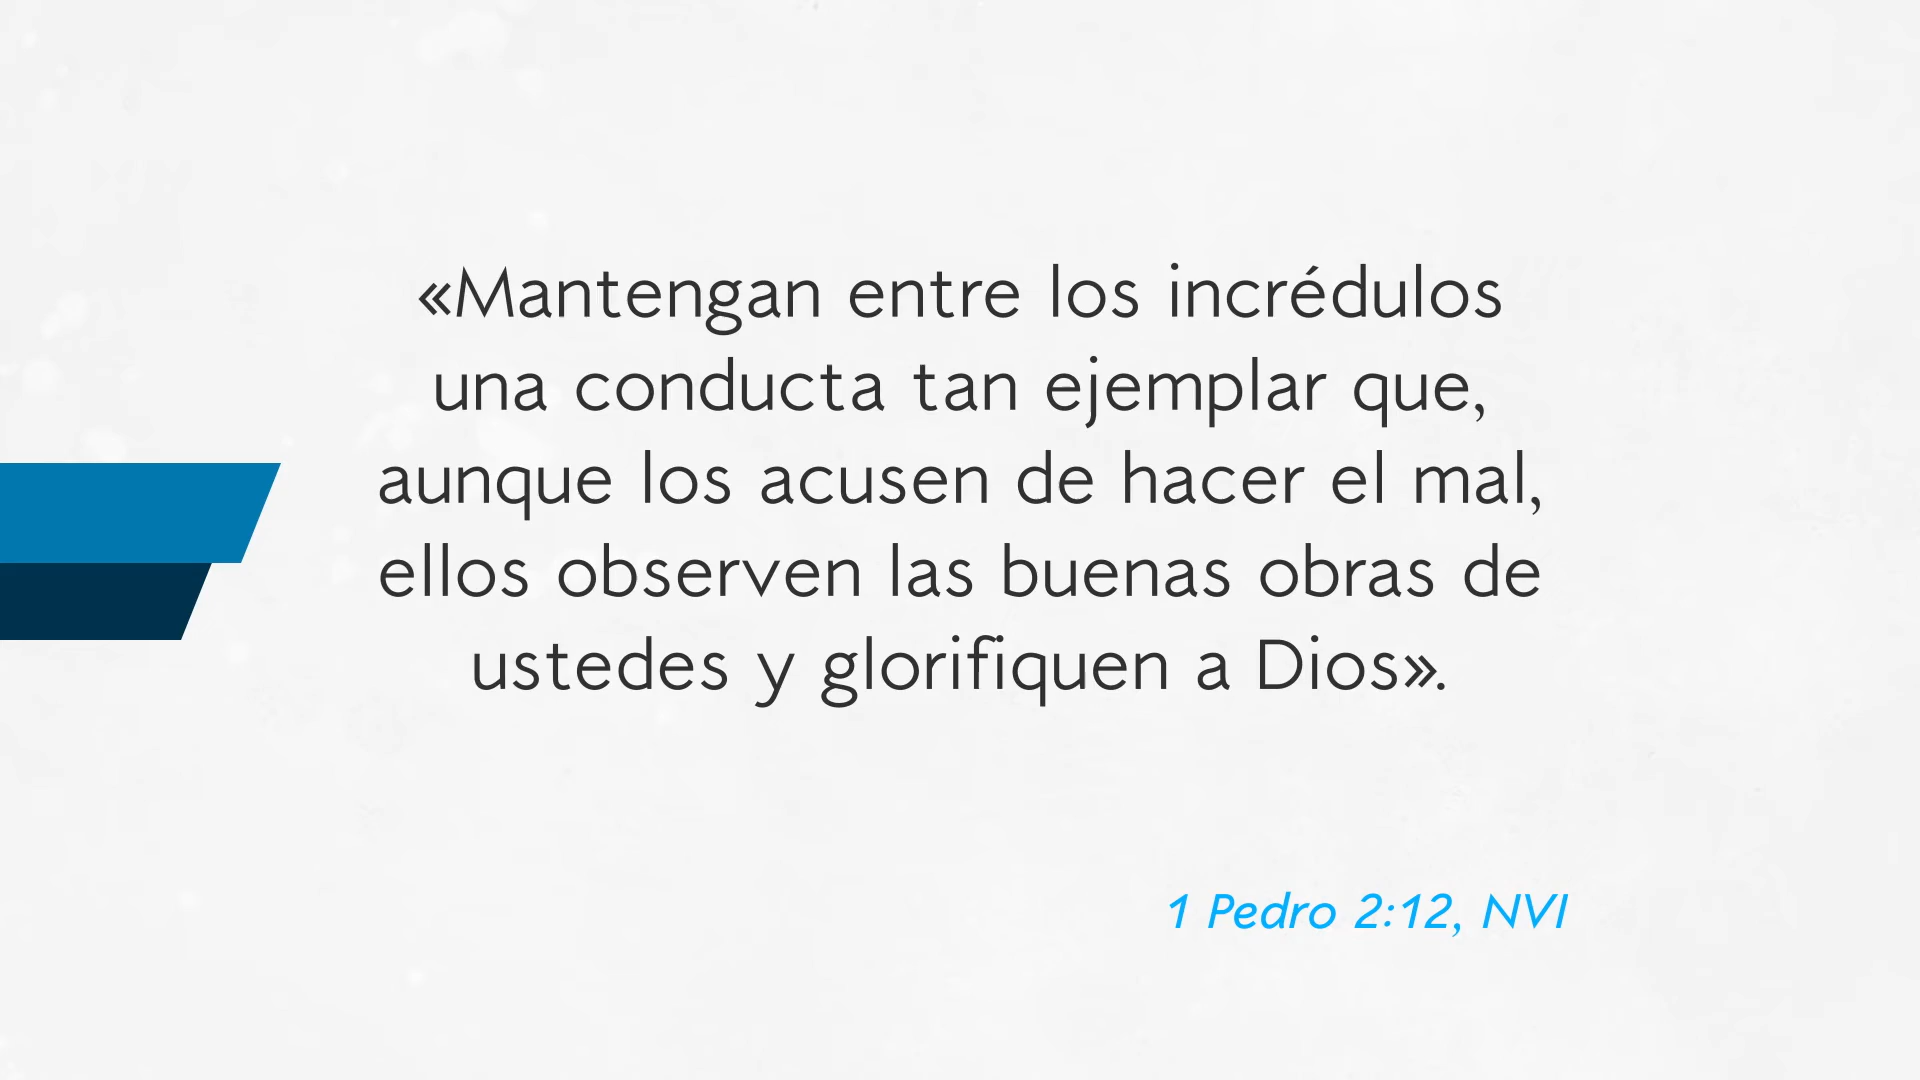 «Mantengan entre los incrédulos
una conducta tan ejemplar que,
aunque los acusen de hacer el mal,
ellos observen las buenas obras de
ustedes y glorifiquen a Dios».
1 Pedro 2:12, NVI